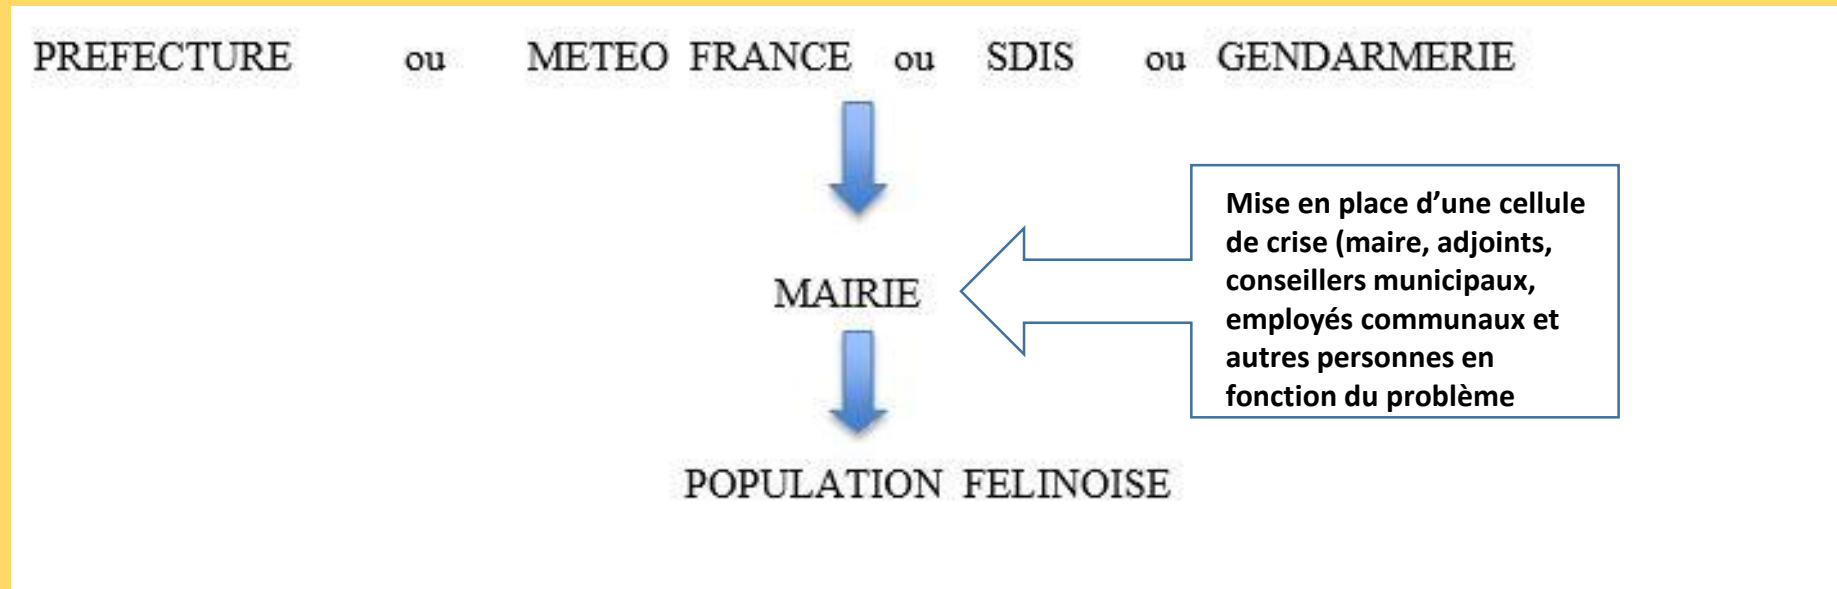 PREFECTURE ou METEO FRANCE ou SDIS ou GENDARMERIE
Mise en place d’une cellule
de crise (maire, adjoints,
conseillers municipaux,
employés communaux et
autres personnes en
fonction du problème
MAIRIE
POPULATION FELINOISE